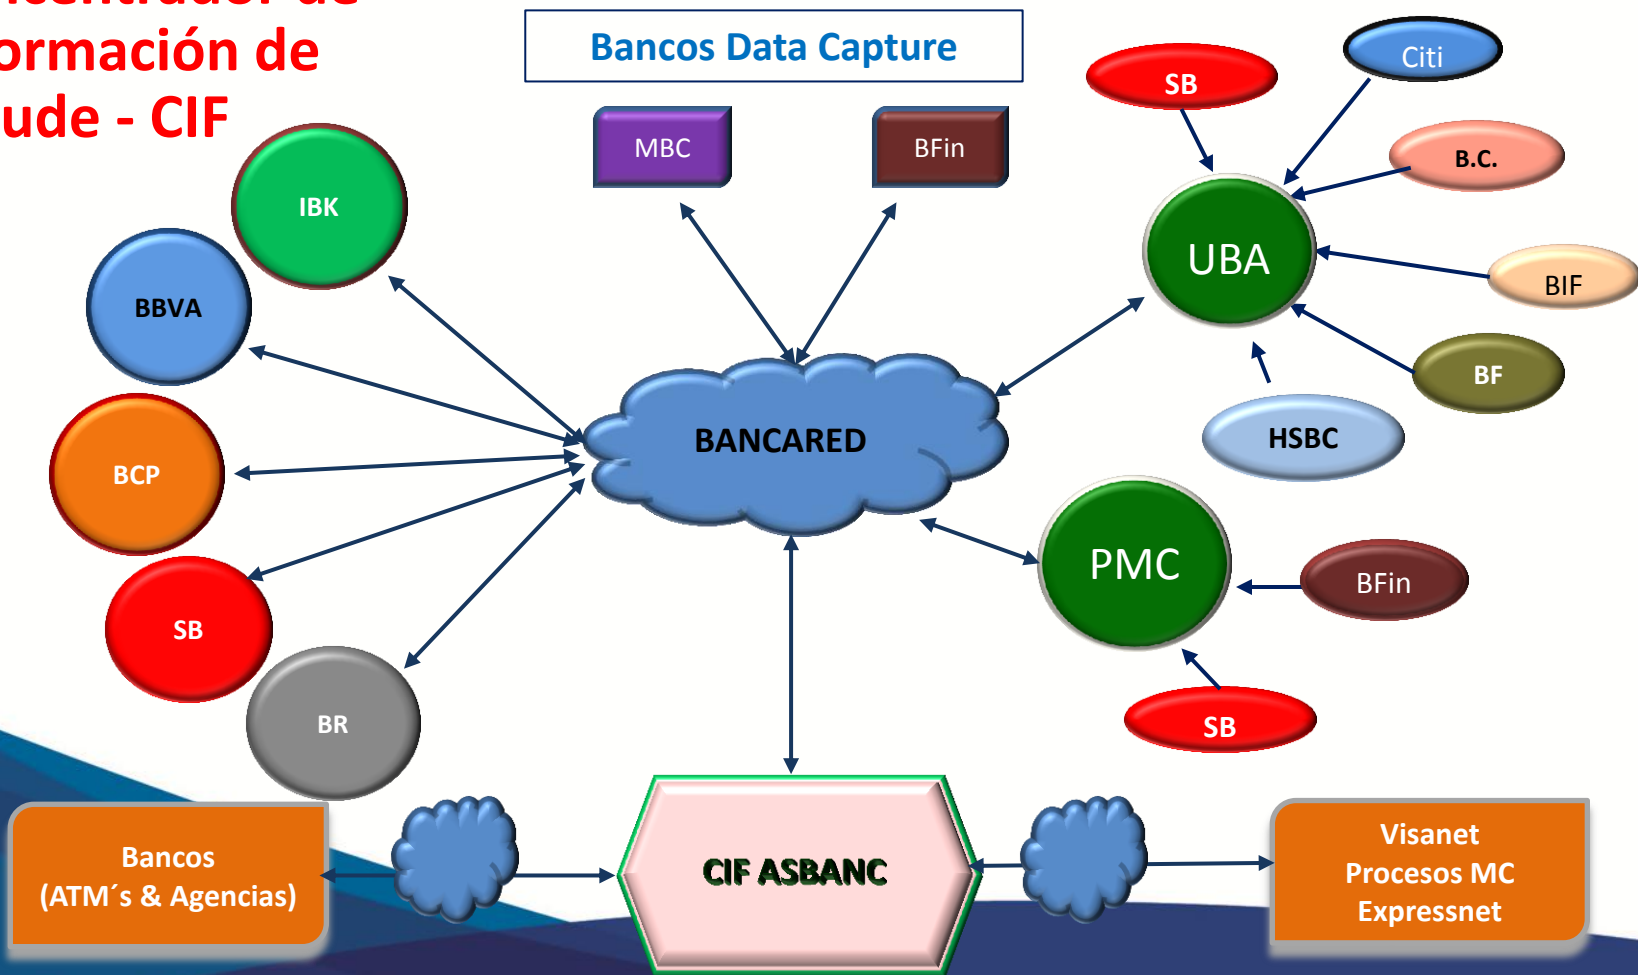 ormación de
ude - CIF
Bancos Data Capture
MBC
BFin
SB
Citi
B.C.
UBA
BIF
BF
HSBC
IBK
BBVA
BCP
SB
BR
BANCARED
PMC
BFin
SB
Bancos
(ATM´s & Agencias)
CIF ASBANC
Visanet
Procesos MC
Expressnet